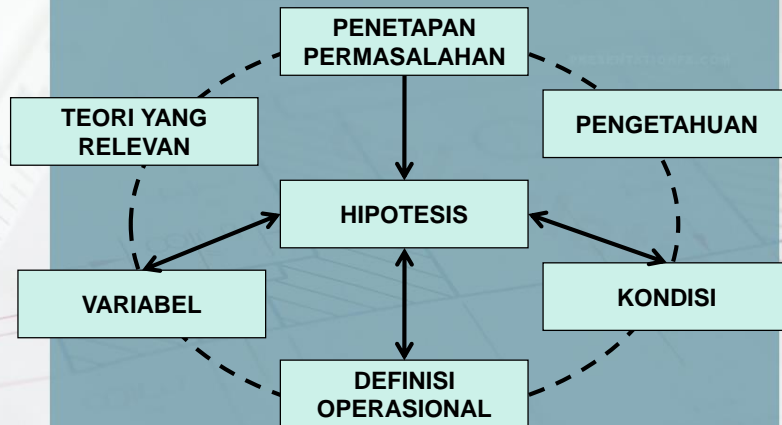 PENETAPAN
PERMASALAHAN
TEORI YANG
RELEVAN
PENGETAHUAN
HIPOTESIS
VARIABEL
KONDISI
DEFINISI
OPERASIONAL